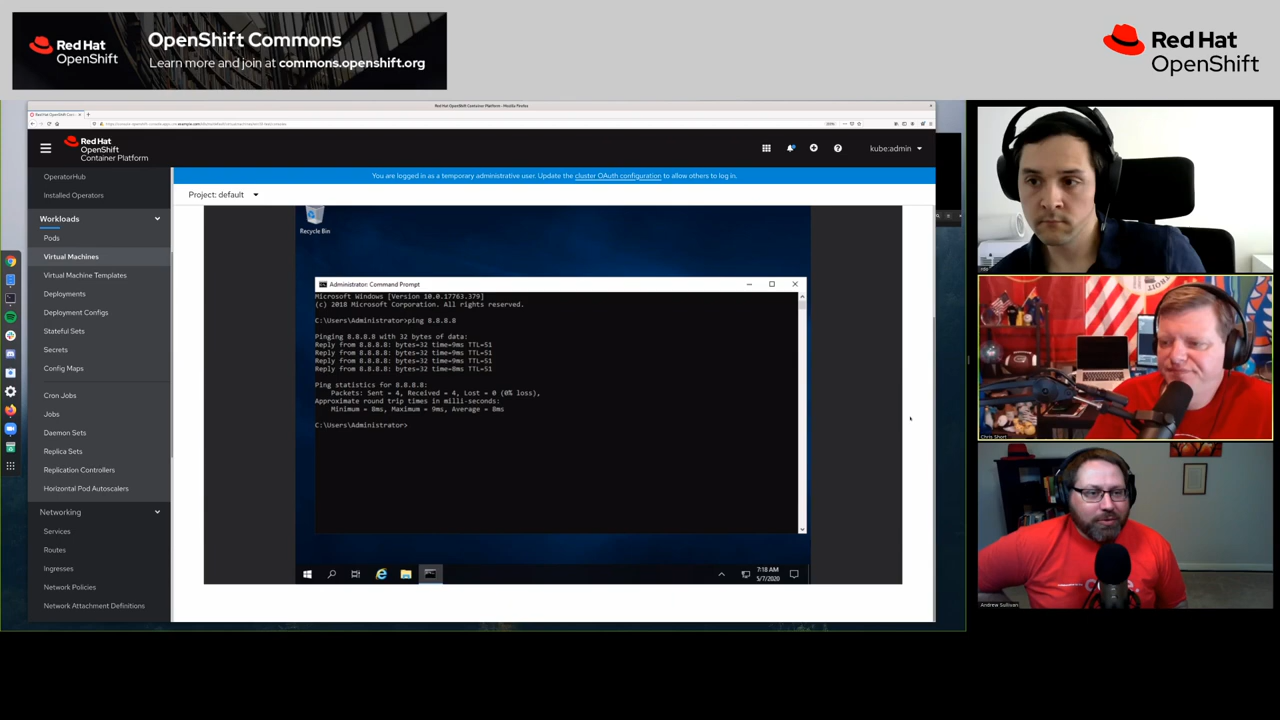 Red Hat
OpenShift
OpenShift Commons
Learn more and join at commons.openshift.org
Red Hat
OpenShift
Red Hat OpenShift Container Platform - Mozilla Firefox
Red Hat
OpenShift
Container Platform
kube:admin
You are logged in as a temporary administrative user. Update the cluster OAuth configuration to allow others to log in.
Project: default
OperatorHub
Installed Operators
Workloads
Pods
Virtual Machines
Virtual Machine Templates
Deployments
Deployment Configs
Stateful Sets
Secrets
Config Maps
Cron Jobs
Jobs
Daemon Sets
Replica Sets
Replication Controllers
Horizontal Pod Autoscalers
Networking
Services
Routes
Ingresses
Network Policies
Network Attachment Definitions
Recycle Bin
Administrator: Command Prompt
Microsoft Windows [Version 10.0.17763.379]
(c) 2018 Microsoft Corporation. All rights reserved.
C:\Users\Administrator>ping 8.8.8.8
Pinging 8.8.8.8 with 32 bytes of data:
Reply from 8.8.8.8: bytes=32 time=9ms TTL=51
Reply from 8.8.8.8: bytes=32 time=9ms TTL=51
Reply from 8.8.8.8: bytes=32 time=9ms TTL=51
Reply from 8.8.8.8: bytes=32 time=8ms TTL=51
Ping statistics for 8.8.8.8:
Packets: Sent = 4, Received = 4, Lost = 0 (0% loss),
Approximate round trip times in milli-seconds:
Minimum = 8ms, Maximum = 9ms, Average = 8ms
C:\Users\Administrator>
7:18 AM
5/7/2020
Chris Short
Andrew Sullivan